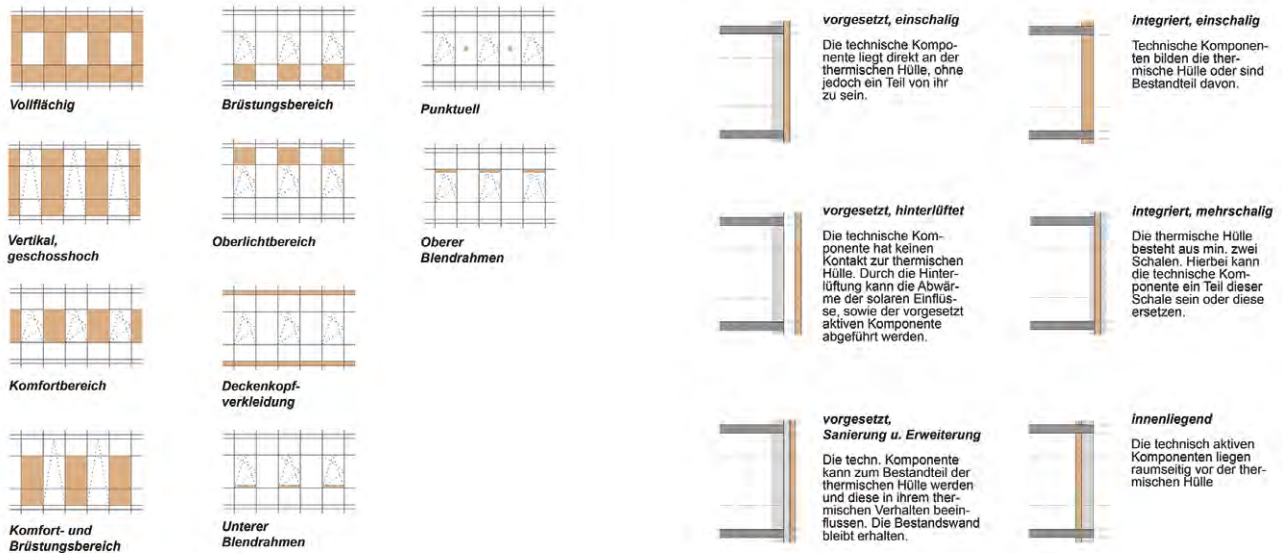 Vollflächig
Vertikal,
geschosshoch
Komfortbereich
Komfort- und
Brüstungsbereich
Brüstungsbereich
Oberlichtbereich
Deckenkopf-
verkleidung
Unterer
Blendrahmen
Punktuell
Oberer
Blendrahmen
vorgesetzt, einschalig
Die technische Kompo-
nente liegt direkt an der
thermischen Hülle, ohne
jedoch ein Teil von ihr
zu sein.
vorgesetzt, hinterlüftet
Die technische Kom-
ponente hat keinen
Kontakt zur thermischen
Hülle. Durch die Hinter-
lüftung kann die Abwär-
me der solaren Einflüs-
se, sowie der vorgesetzt
aktiven Komponente
abgeführt werden.
vorgesetzt,
Sanierung u. Erweiterung
Die techn. Komponente
kann zum Bestandteil der
thermischen Hülle werden
und diese in ihrem ther-
mischen Verhalten beein-
flussen. Die Bestandswand
bleibt erhalten.
integriert, einschalig
Technische Komponen-
ten bilden die ther-
mische Hülle oder sind
Bestandteil davon.
integriert, mehrschalig
Die thermische Hülle
besteht aus min. zwei
Schalen. Hierbei kann
die technische Kom-
ponente ein Teil dieser
Schale sein oder diese
ersetzen.
innenliegend
Die technisch aktiven
Komponenten liegen
raumseitig vor der ther-
mischen Hülle